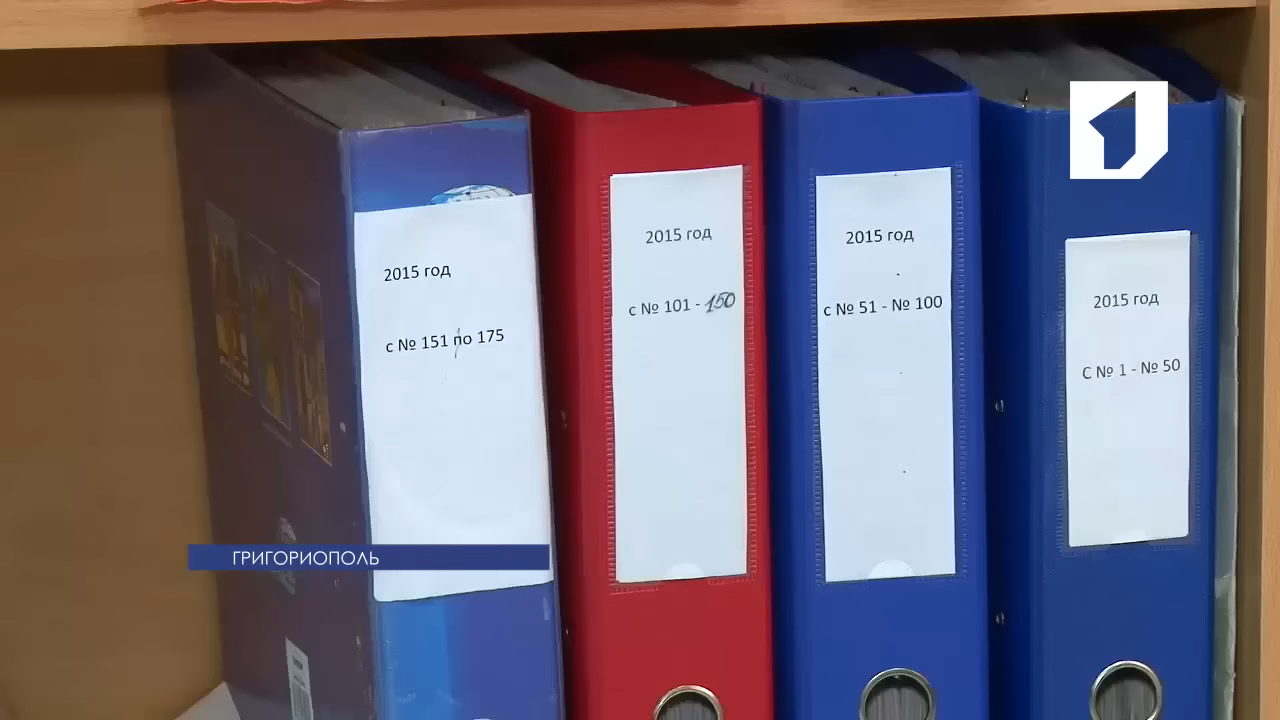 2015 год
с № 151 по 175
2015 год
с № 101 - 150
2015 год
с № 51 - № 100
2015 год
С № 1 - № 50
ГРИГОРИОПОЛЬ